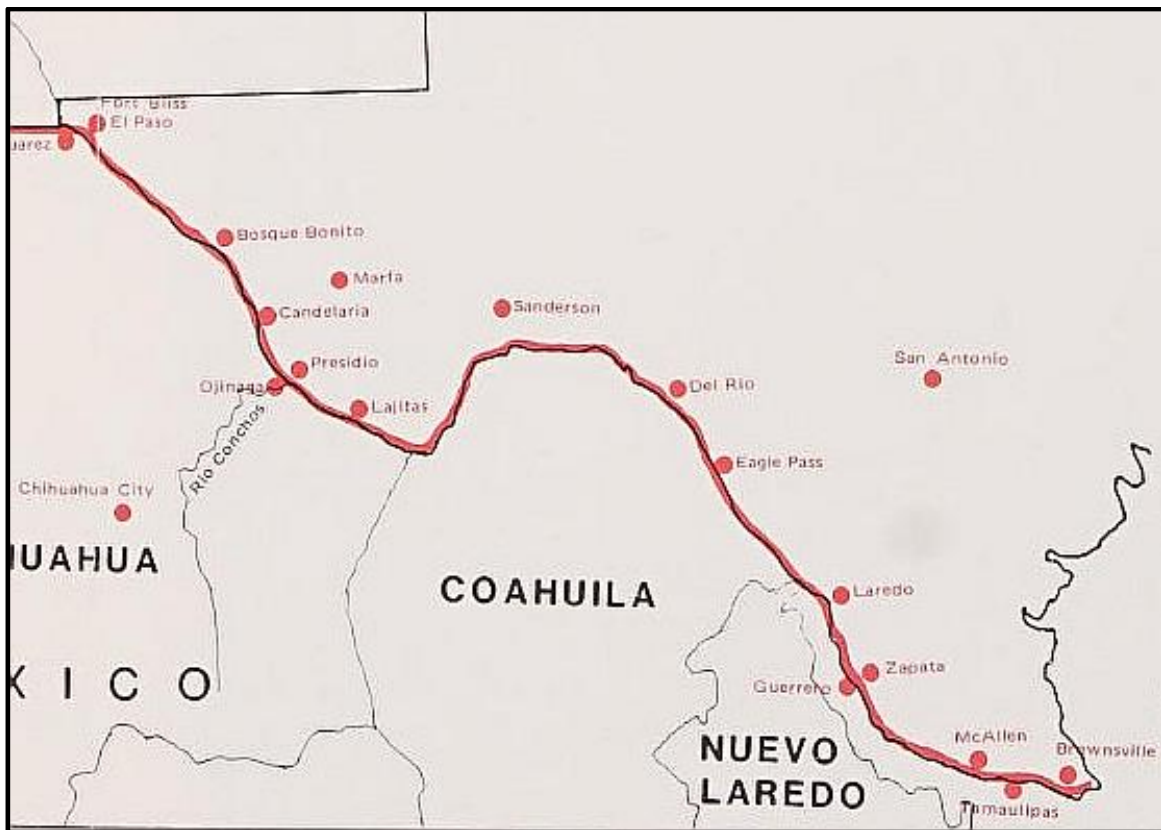 Fort Bliss
El Paso
uarez
Bosque Bonito
Marfa
Candelaria
Sanderson
Presidio
San Antonio
Ojinaga
Del Rio
Lajitas
Rio Conchos
Eagle Pass
Chihuahua City
HUAHUA
COAHUILA
Laredo
XICO
Zapata
Guerrero
NUEVO
LAREDO
McAllen
Brownsville
Tamaulipas